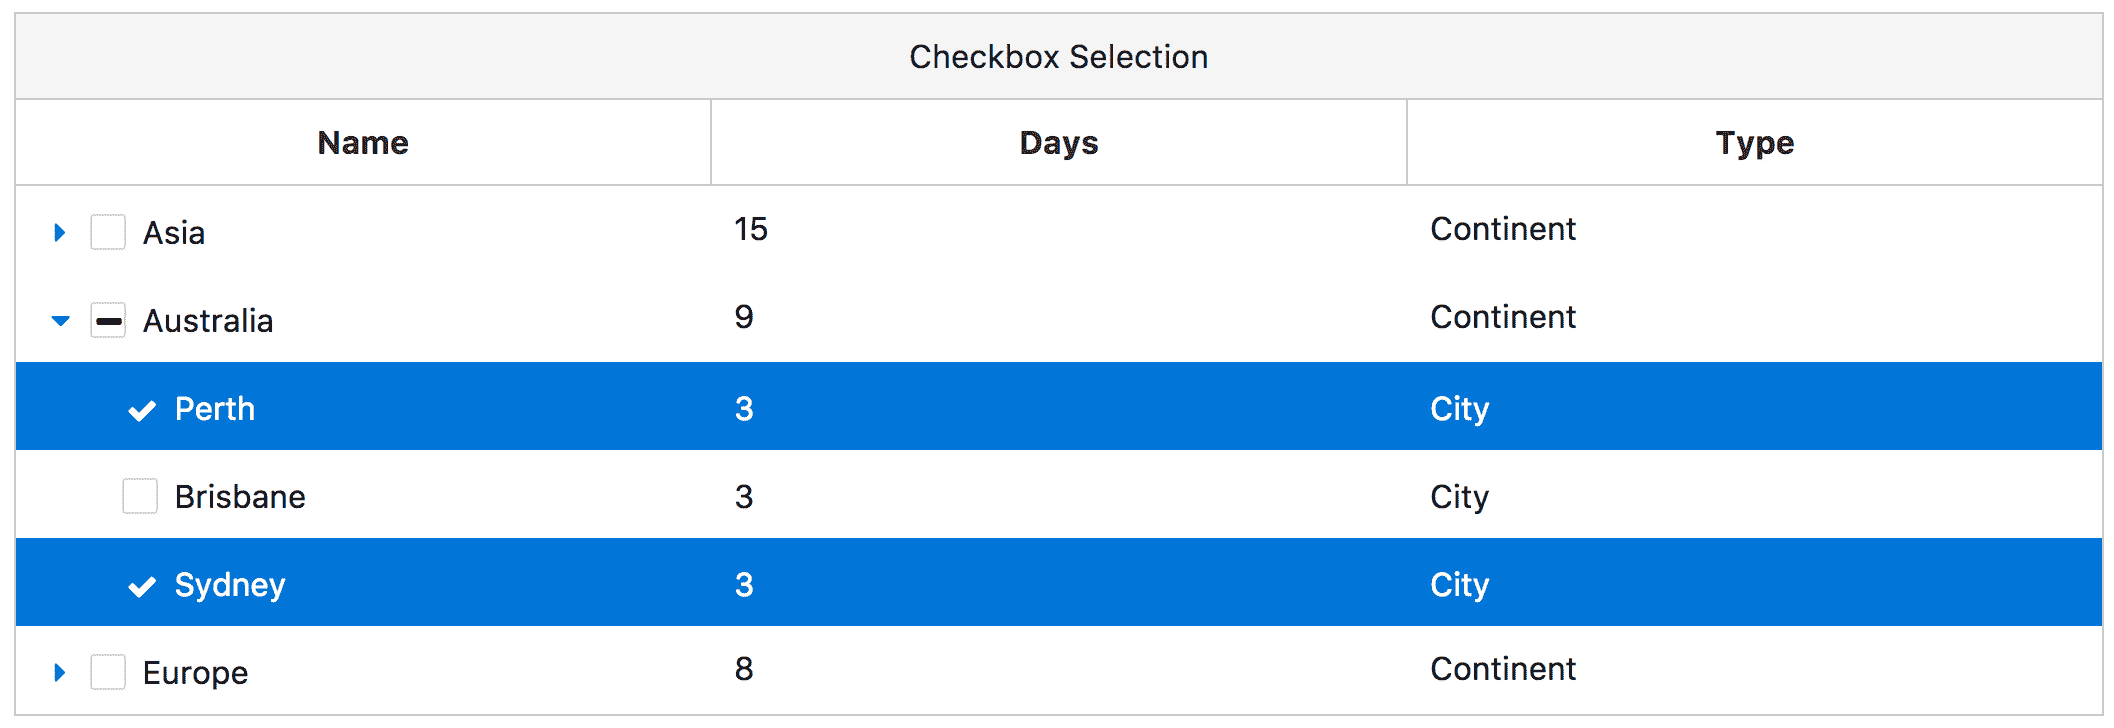 Checkbox Selection
Name Days Type
Asia 15 Continent
Australia 9 Continent
Perth 3 City
Brisbane 3 City
Sydney 3 City
Europe 8 Continent